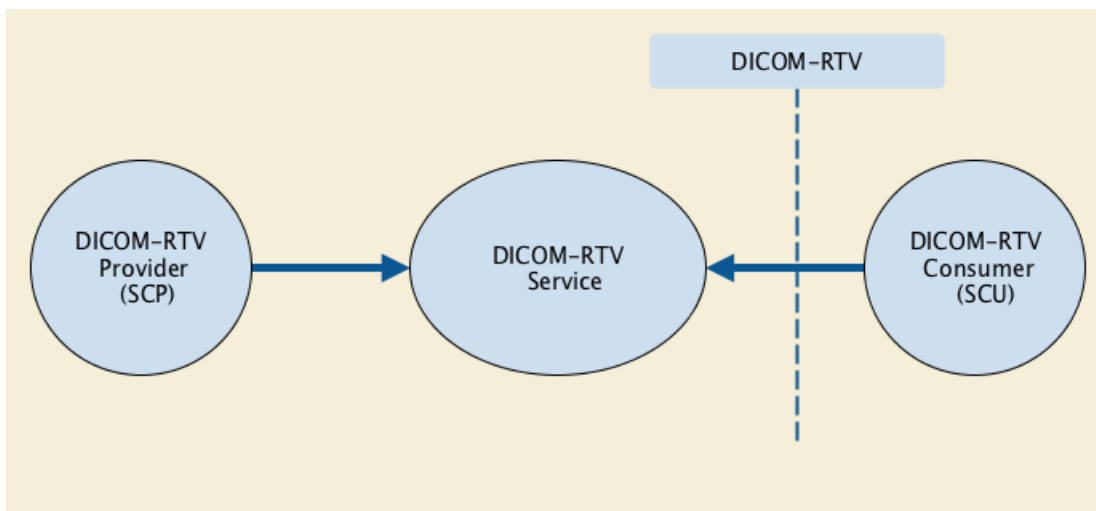 DICOM–RTV
DICOM–RTV
Provider
(SCP)
DICOM–RTV
Service
DICOM–RTV
Consumer
(SCU)